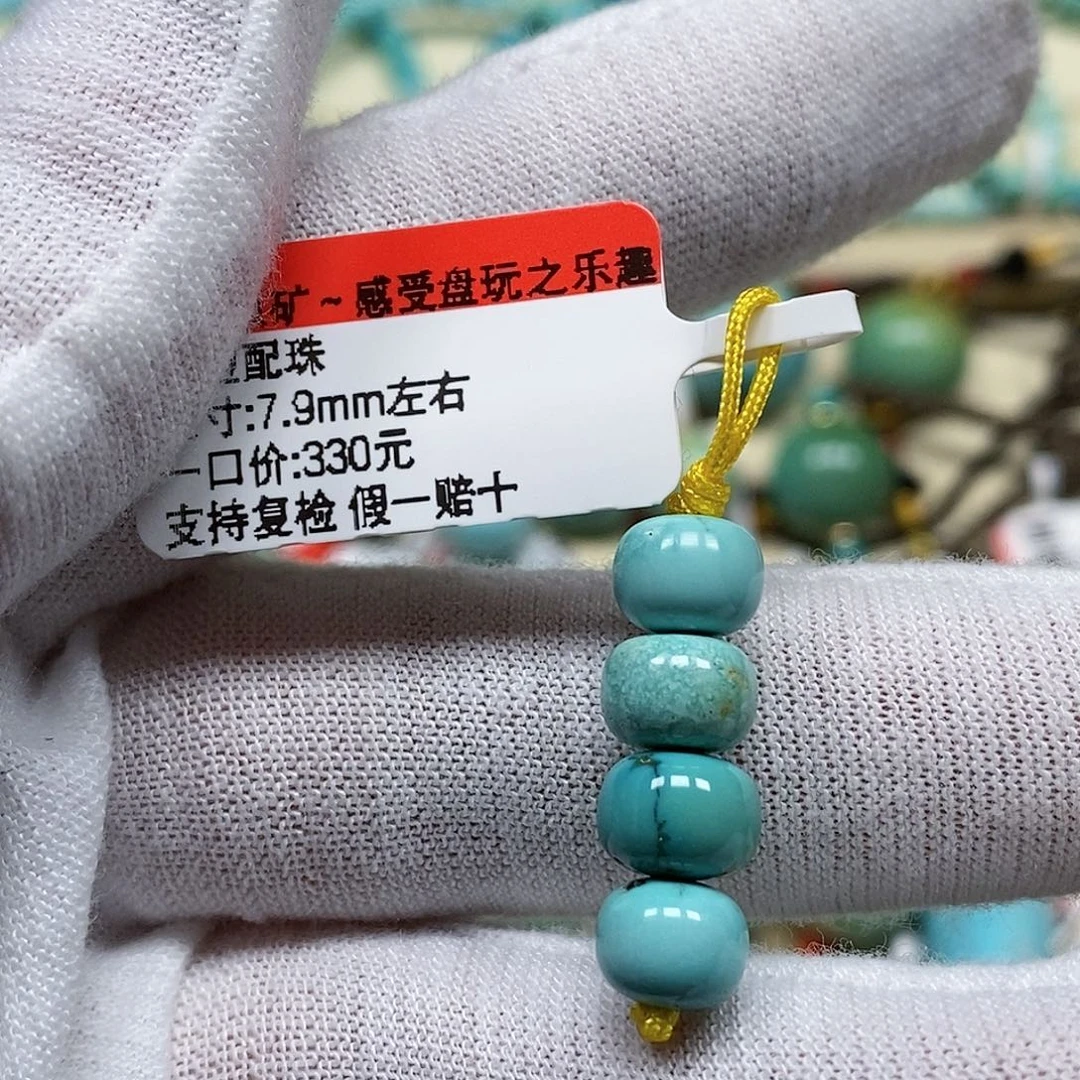 矿~感受盘玩之乐趣
配珠
寸:7.9mm左右
一口价:330元
支持复检 假一赔十